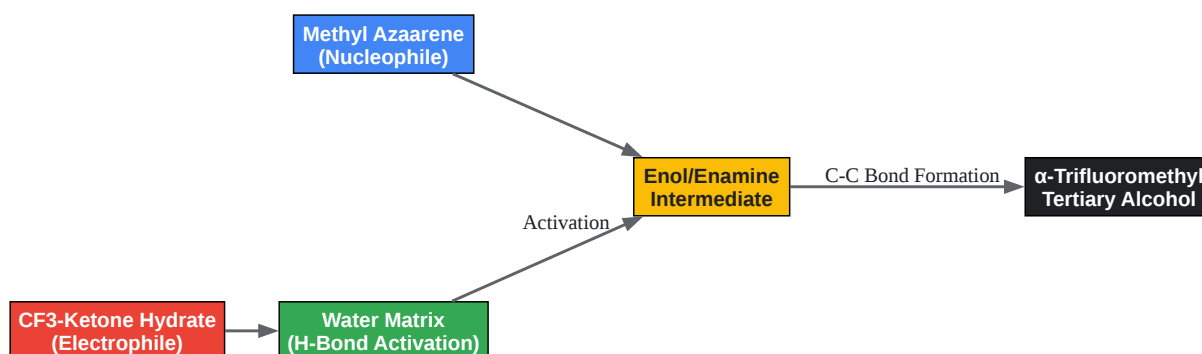 Methyl Azaarene
(Nucleophile)
Enol/Enamine
Intermediate
C-C Bond Formation
α-Trifluoromethyl
Tertiary Alcohol
Activation
CF3-Ketone Hydrate
(Electrophile)
Water Matrix
(H-Bond Activation)